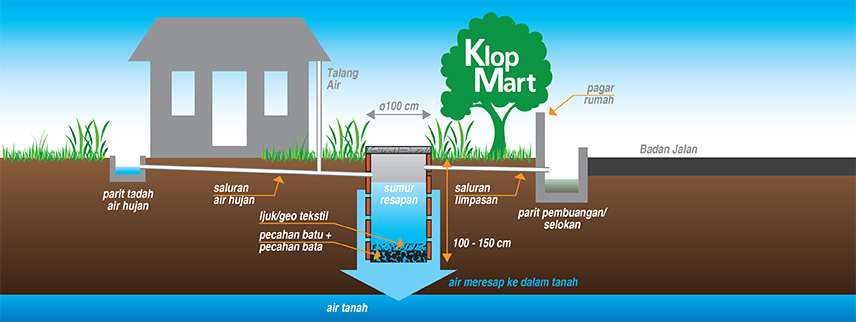 Klop
Mart
Talang
Air
ø100 cm
pagar
rumah
Badan Jalan
parit tadah
air hujan
saluran
air hujan
sumur
resapan
saluran
limpasan
parit pembuangan/
selokan
Ijuk/geo tekstil
pecahan batu +
pecahan bata
100 - 150 cm
air meresap ke dalam tanah
air tanah